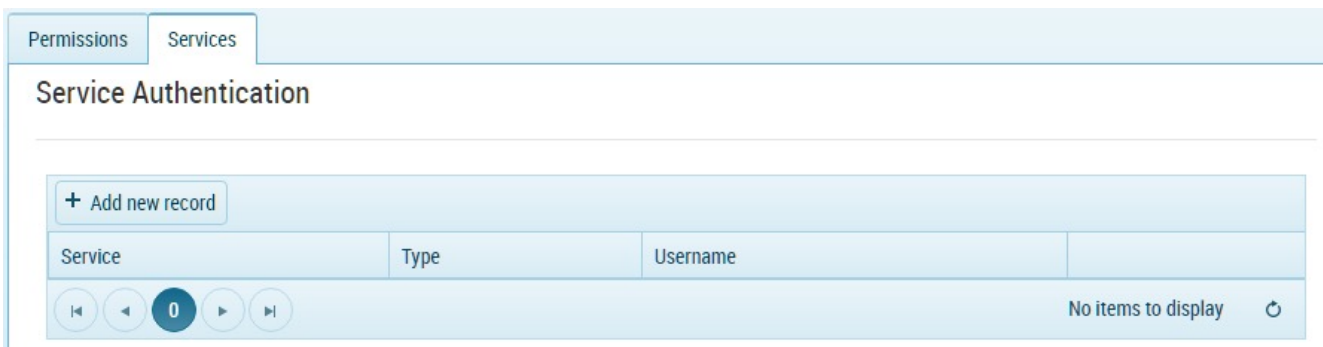 Permissions Services
Service Authentication
+ Add new record
Service Type Username
0 No items to display